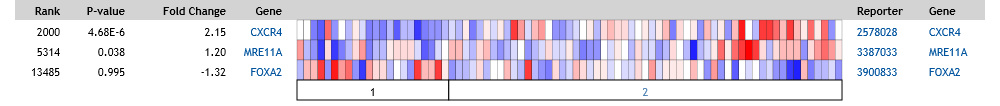 Rank P-value Fold Change Gene Reporter Gene
2000 4.68E-6 2.15 CXCR4 2578028 CXCR4
5314 0.038 1.20 MRE11A 3387033 MRE11A
13485 0.995 -1.32 FOXA2 3900833 FOXA2
1 2